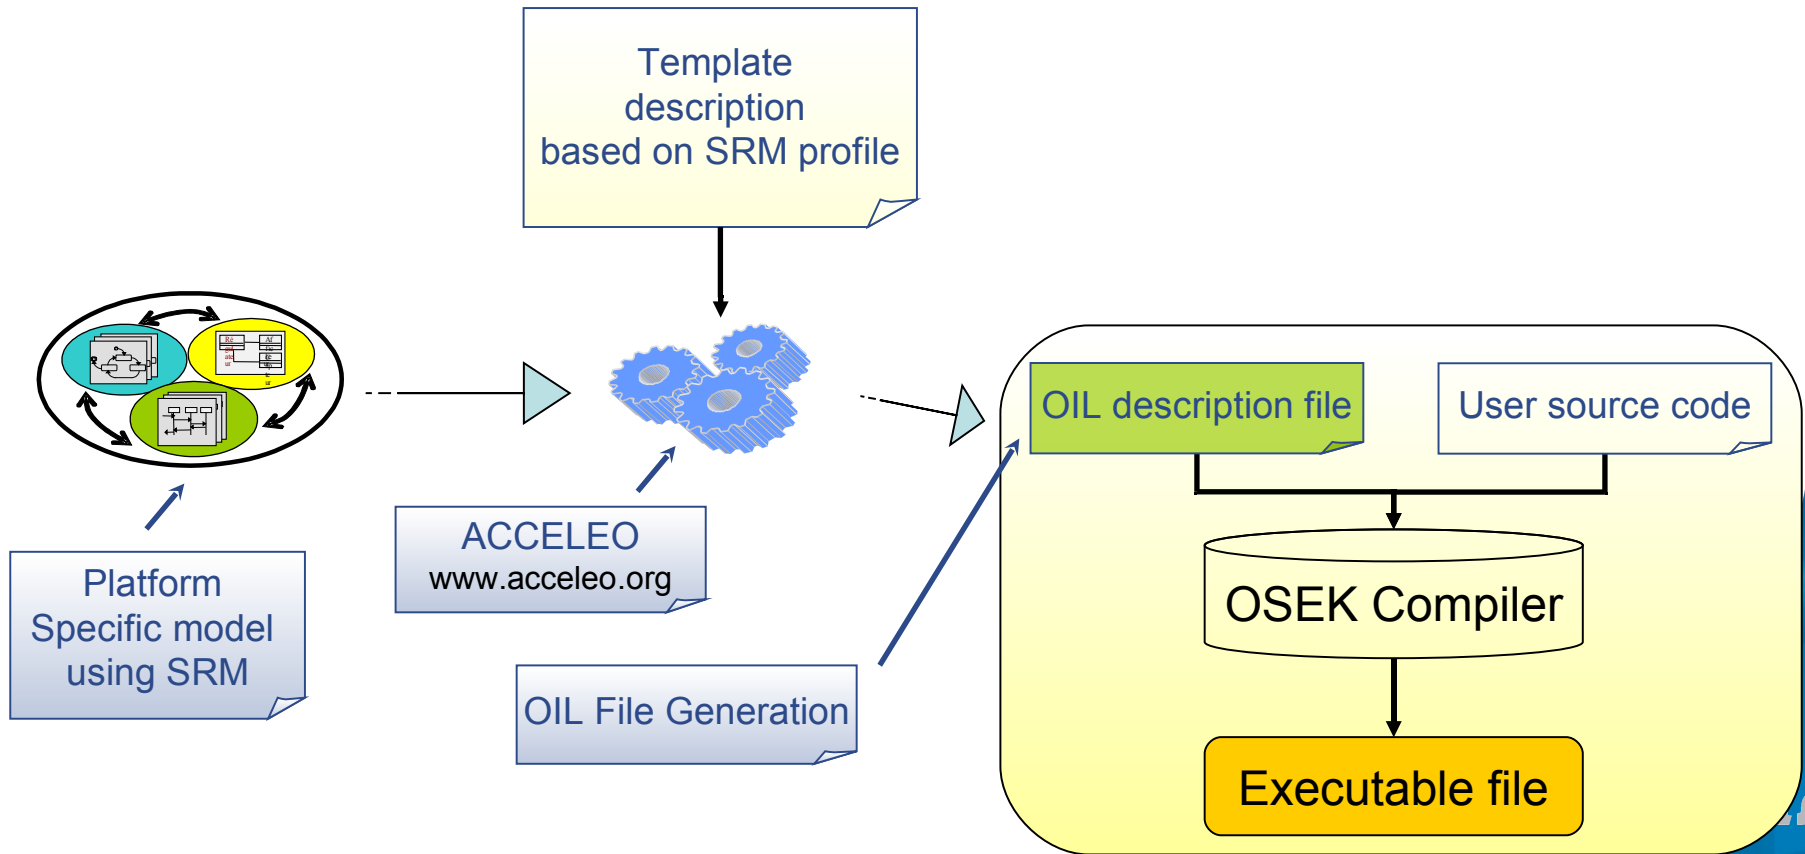 Template
description
based on SRM profile
OIL description file
User source code
ACCELEO
www.acceleo.org
Platform
Specific model
using SRM
OSEK Compiler
OIL File Generation
Executable file